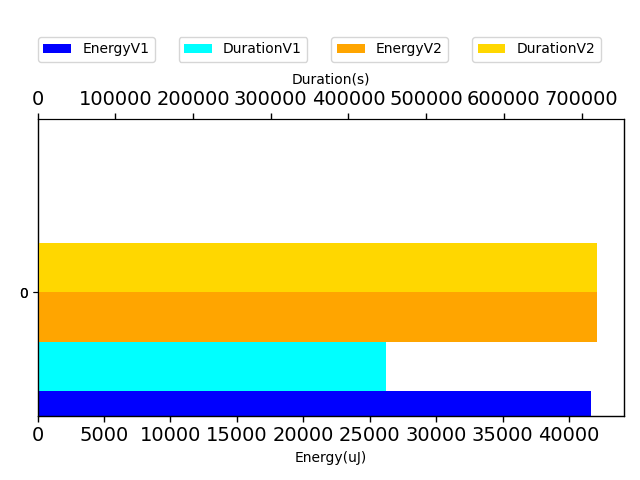 EnergyV1 DurationV1 EnergyV2 DurationV2
Duration(s)
0 100000 200000 300000 400000 500000 600000 700000
0
0 5000 10000 15000 20000 25000 30000 35000 40000
Energy(uJ)